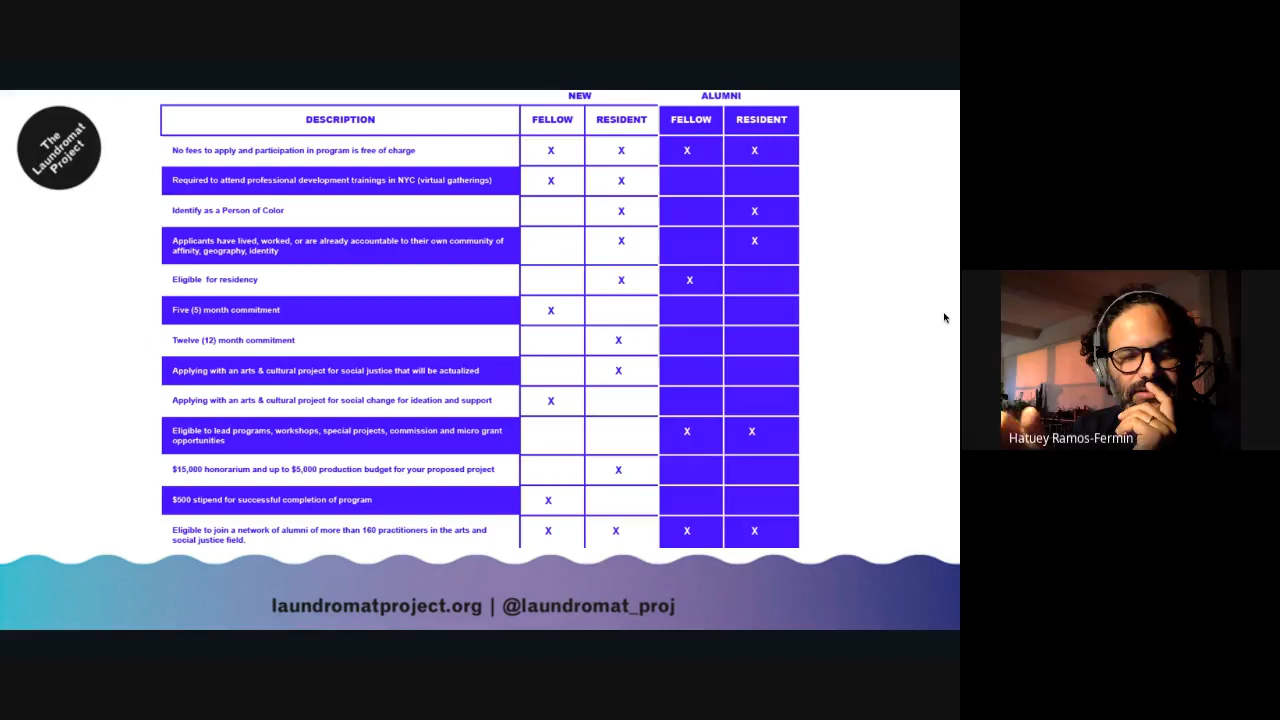 The
Laundromat
Project
NEW ALUMNI
DESCRIPTION FELLOW RESIDENT FELLOW RESIDENT
No fees to apply and participation in program is free of charge X X X X
Required to attend professional development trainings in NYC (virtual gatherings) X X
Identify as a Person of Color X X
Applicants have lived, worked, or are already accountable to their own community of
affinity, geography, identity X X
Eligible for residency X X
Five (5) month commitment X
Twelve (12) month commitment X
Applying with an arts & cultural project for social justice that will be actualized X
Applying with an arts & cultural project for social change for ideation and support X
Eligible to lead programs, workshops, special projects, commission and micro grant
opportunities X X
$15,000 honorarium and up to $5,000 production budget for your proposed project X
$500 stipend for successful completion of program X
Eligible to join a network of alumni of more than 160 practitioners in the arts and
social justice field. X X X X
laundromatproject.org | @laundromat_proj
Hatuey Ramos-Fermin